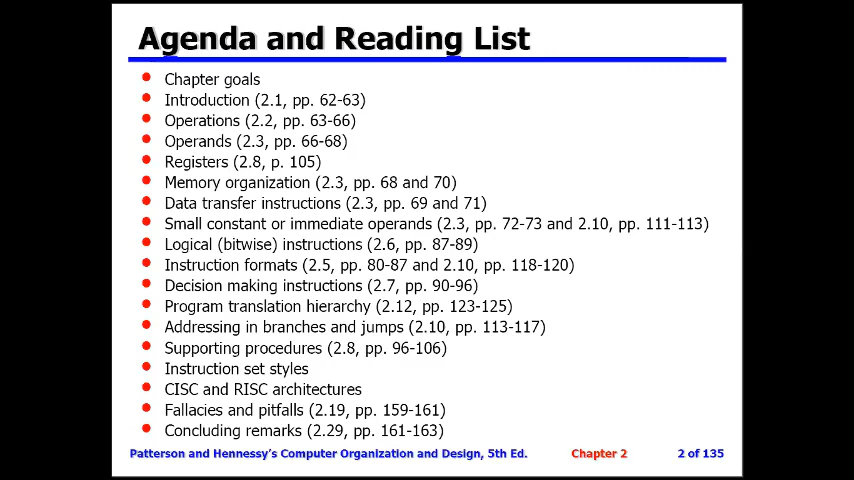 Agenda and Reading List
Chapter goals
Introduction (2.1, pp. 62-63)
Operations (2.2, pp. 63-66)
Operands (2.3, pp. 66-68)
Registers (2.8, p. 105)
Memory organization (2.3, pp. 68 and 70)
Data transfer instructions (2.3, pp. 69 and 71)
Small constant or immediate operands (2.3, pp. 72-73 and 2.10, pp. 111-113)
Logical (bitwise) instructions (2.6, pp. 87-89)
Instruction formats (2.5, pp. 80-87 and 2.10, pp. 118-120)
Decision making instructions (2.7, pp. 90-96)
Program translation hierarchy (2.12, pp. 123-125)
Addressing in branches and jumps (2.10, pp. 113-117)
Supporting procedures (2.8, pp. 96-106)
Instruction set styles
CISC and RISC architectures
Fallacies and pitfalls (2.19, pp. 159-161)
Concluding remarks (2.29, pp. 161-163)
Patterson and Hennessy's Computer Organization and Design, 5th Ed. Chapter 2 2 of 135